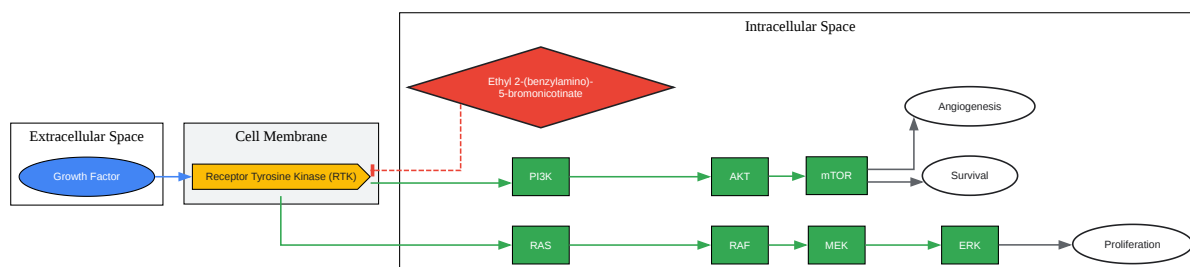 Intracellular Space
Ethyl 2-(benzylamino)-
5-bromonicotinate
Angiogenesis
Extracellular Space
Cell Membrane
Growth Factor
Receptor Tyrosine Kinase (RTK)
PI3K
AKT
mTOR
Survival
RAS
RAF
MEK
ERK
Proliferation